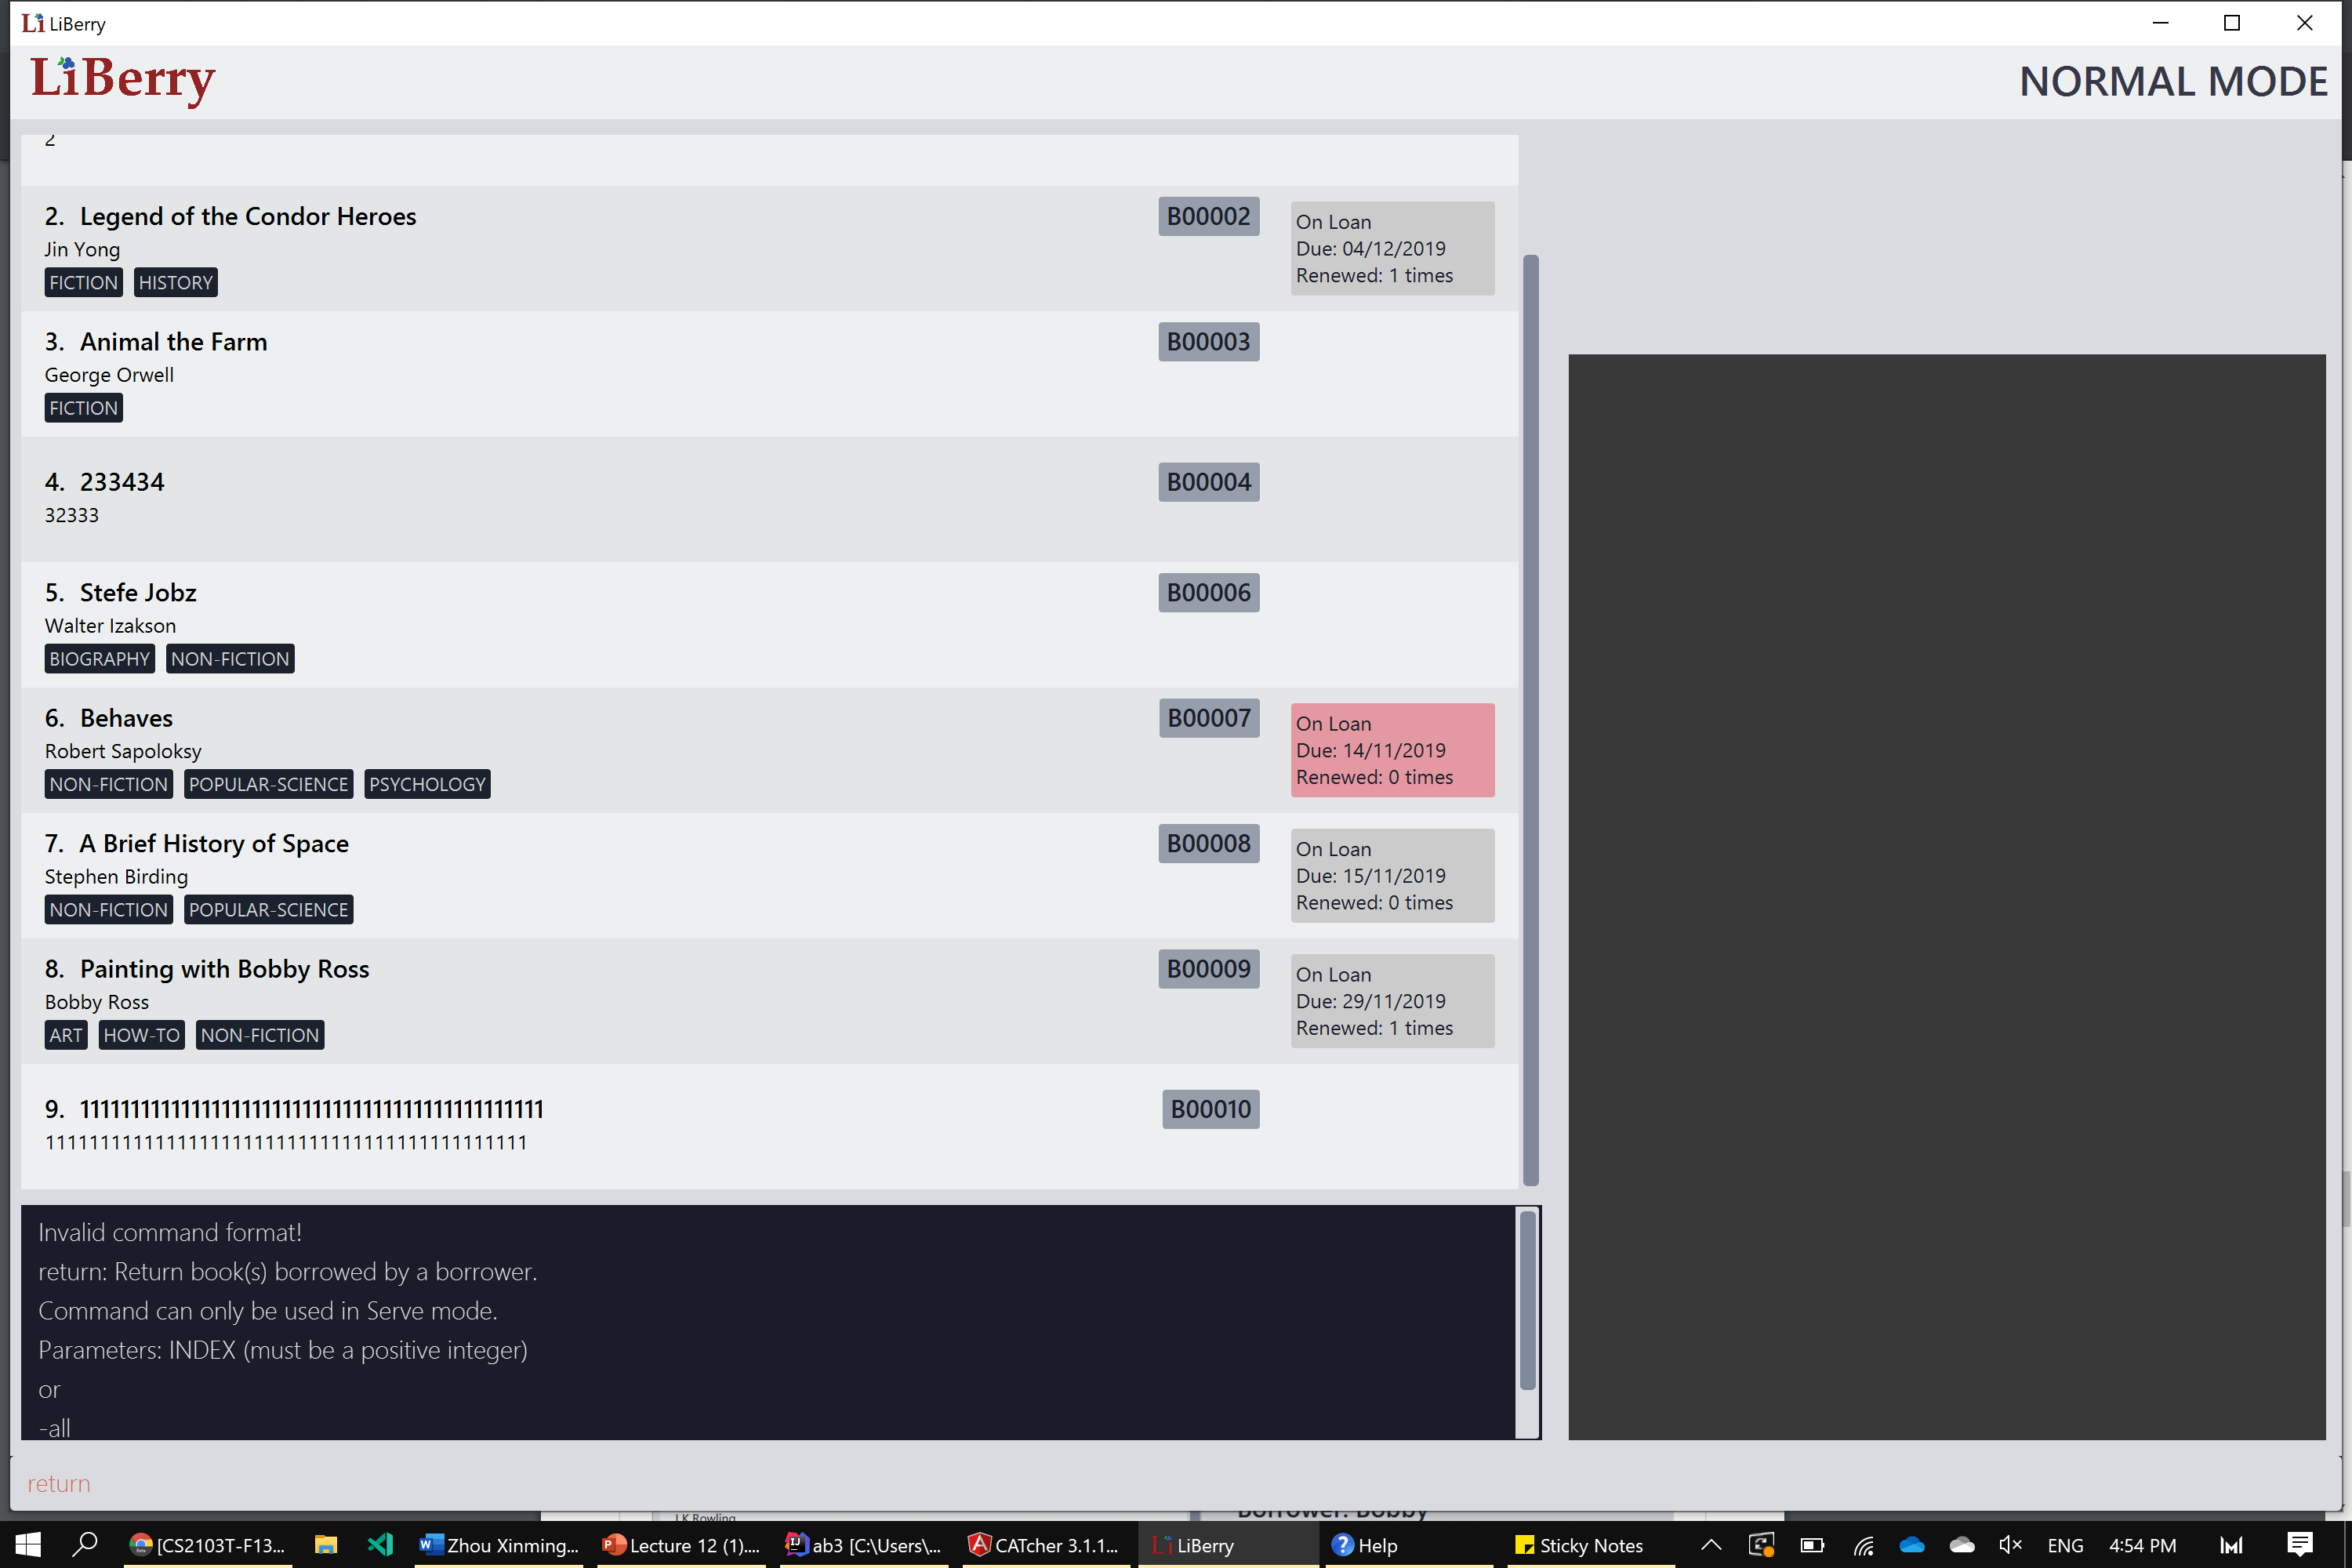 LiBerry
LiBerry
NORMAL MODE
2
2. Legend of the Condor Heroes
B00002
Jin Yong
FICTION HISTORY
On Loan
Due: 04/12/2019
Renewed: 1 times
3. Animal the Farm
B00003
George Orwell
FICTION
4. 233434
B00004
32333
5. Stefe Jobz
B00006
Walter Izakson
BIOGRAPHY NON-FICTION
6. Behaves
B00007
Robert Sapoloksy
NON-FICTION POPULAR-SCIENCE PSYCHOLOGY
On Loan
Due: 14/11/2019
Renewed: 0 times
7. A Brief History of Space
B00008
Stephen Birding
NON-FICTION POPULAR-SCIENCE
On Loan
Due: 15/11/2019
Renewed: 0 times
8. Painting with Bobby Ross
B00009
Bobby Ross
ART HOW-TO NON-FICTION
On Loan
Due: 29/11/2019
Renewed: 1 times
9.
B00010
Invalid command format!
return: Return book(s) borrowed by a borrower.
Command can only be used in Serve mode.
Parameters: INDEX (must be a positive integer)
or
-all
return
J.K Rowling
Borrower: Bobby
[CS2103T-F13... Zhou Xinming... Lecture 12 (1).... ab3 [C:\Users\... CATcher 3.1.1... LiBerry Help Sticky Notes ENG 4:54 PM